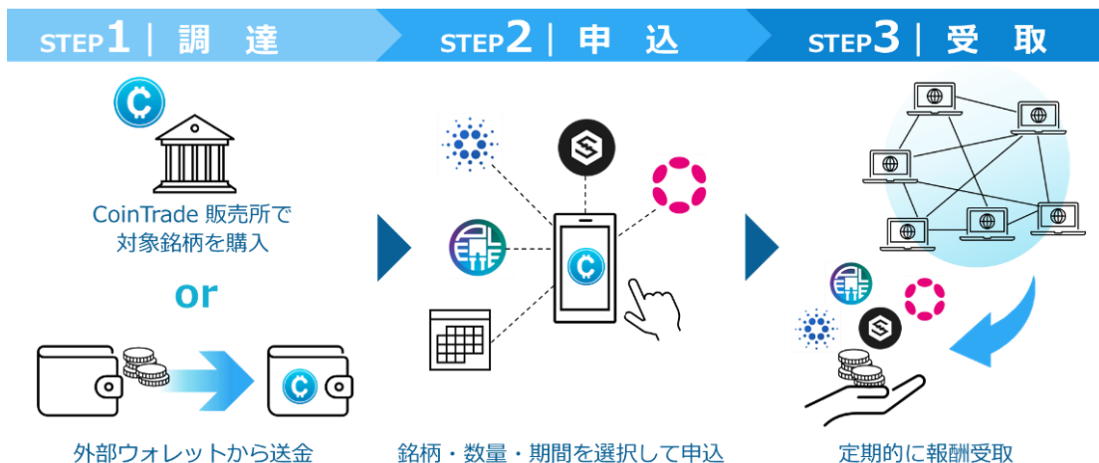 STEP1 | 調 達
STEP2 | 申 込
STEP3 | 受 取
CoinTrade 販売所で
対象銘柄を購入
or
外部ウォレットから送金
銘柄・数量・期間を選択して申込
定期的に報酬受取